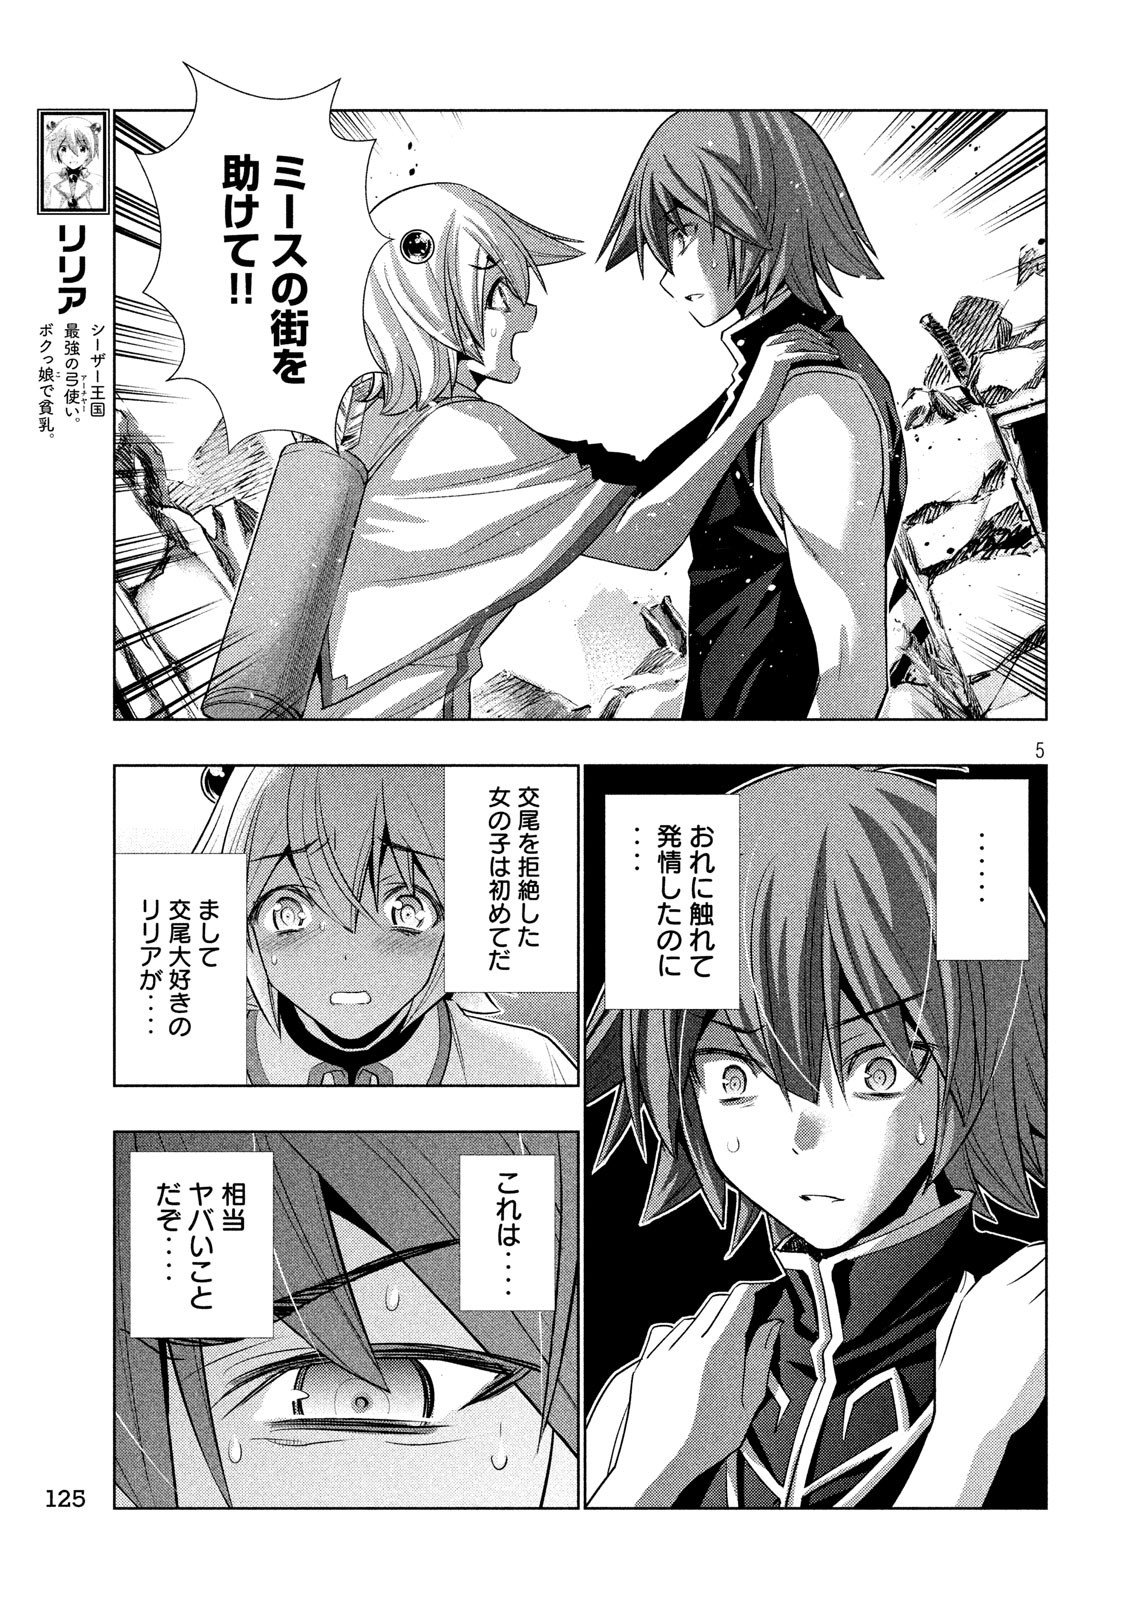 ミースの街を
助けて!!
リリア
シーザー王国
最強の弓使い。
アーチャー
ボクっ娘で貧乳。
こ
5
‥‥‥
おれに触れて
発情したのに
‥‥
交尾を拒絶した
女の子は初めてだ
まして
交尾大好きの
リリアが‥‥
これは‥‥
相当
ヤバいこと
だぞ‥‥
125